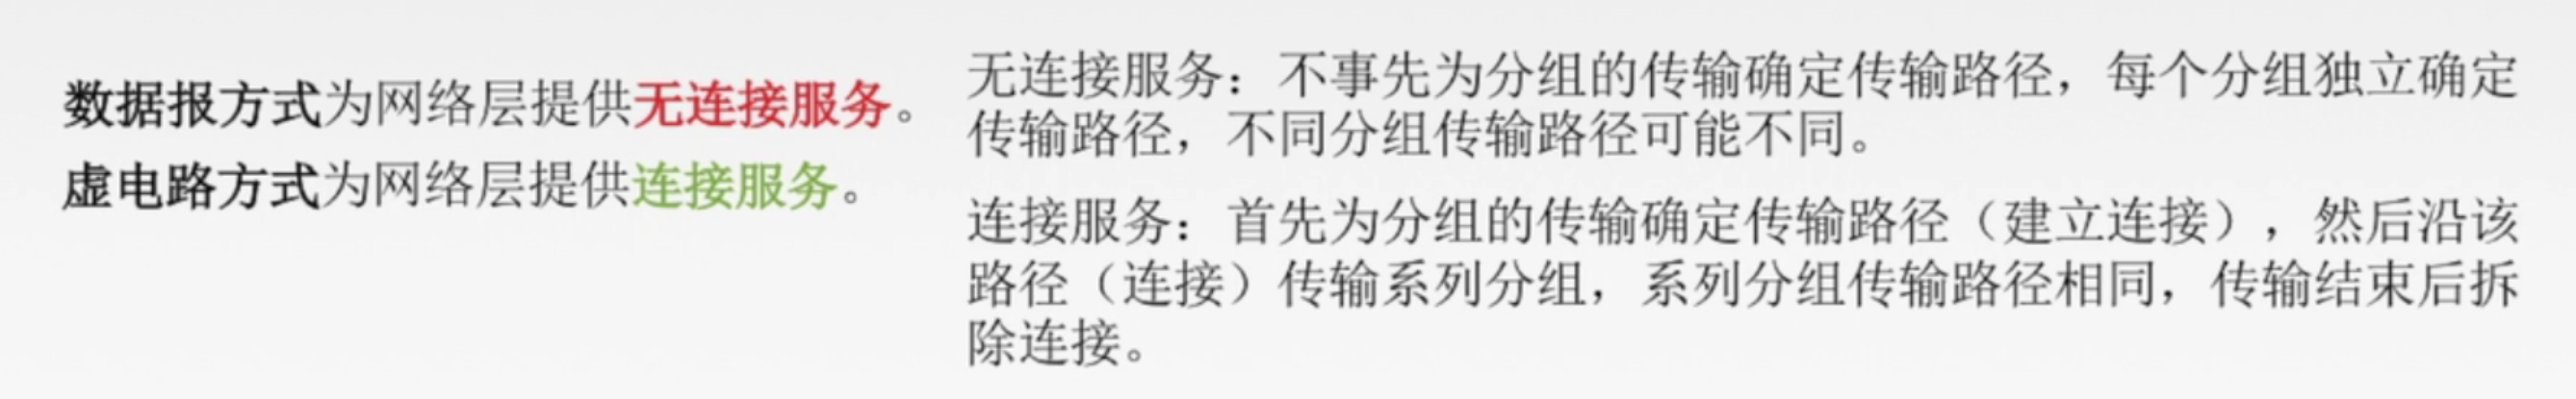 数据报方式为网络层提供无连接服务。
虚电路方式为网络层提供连接服务。
无连接服务：不事先为分组的传输确定传输路径，每个分组独立确定
传输路径，不同分组传输路径可能不同。
连接服务：首先为分组的传输确定传输路径（建立连接），然后沿该
路径（连接）传输系列分组，系列分组传输路径相同，传输结束后拆
除连接。